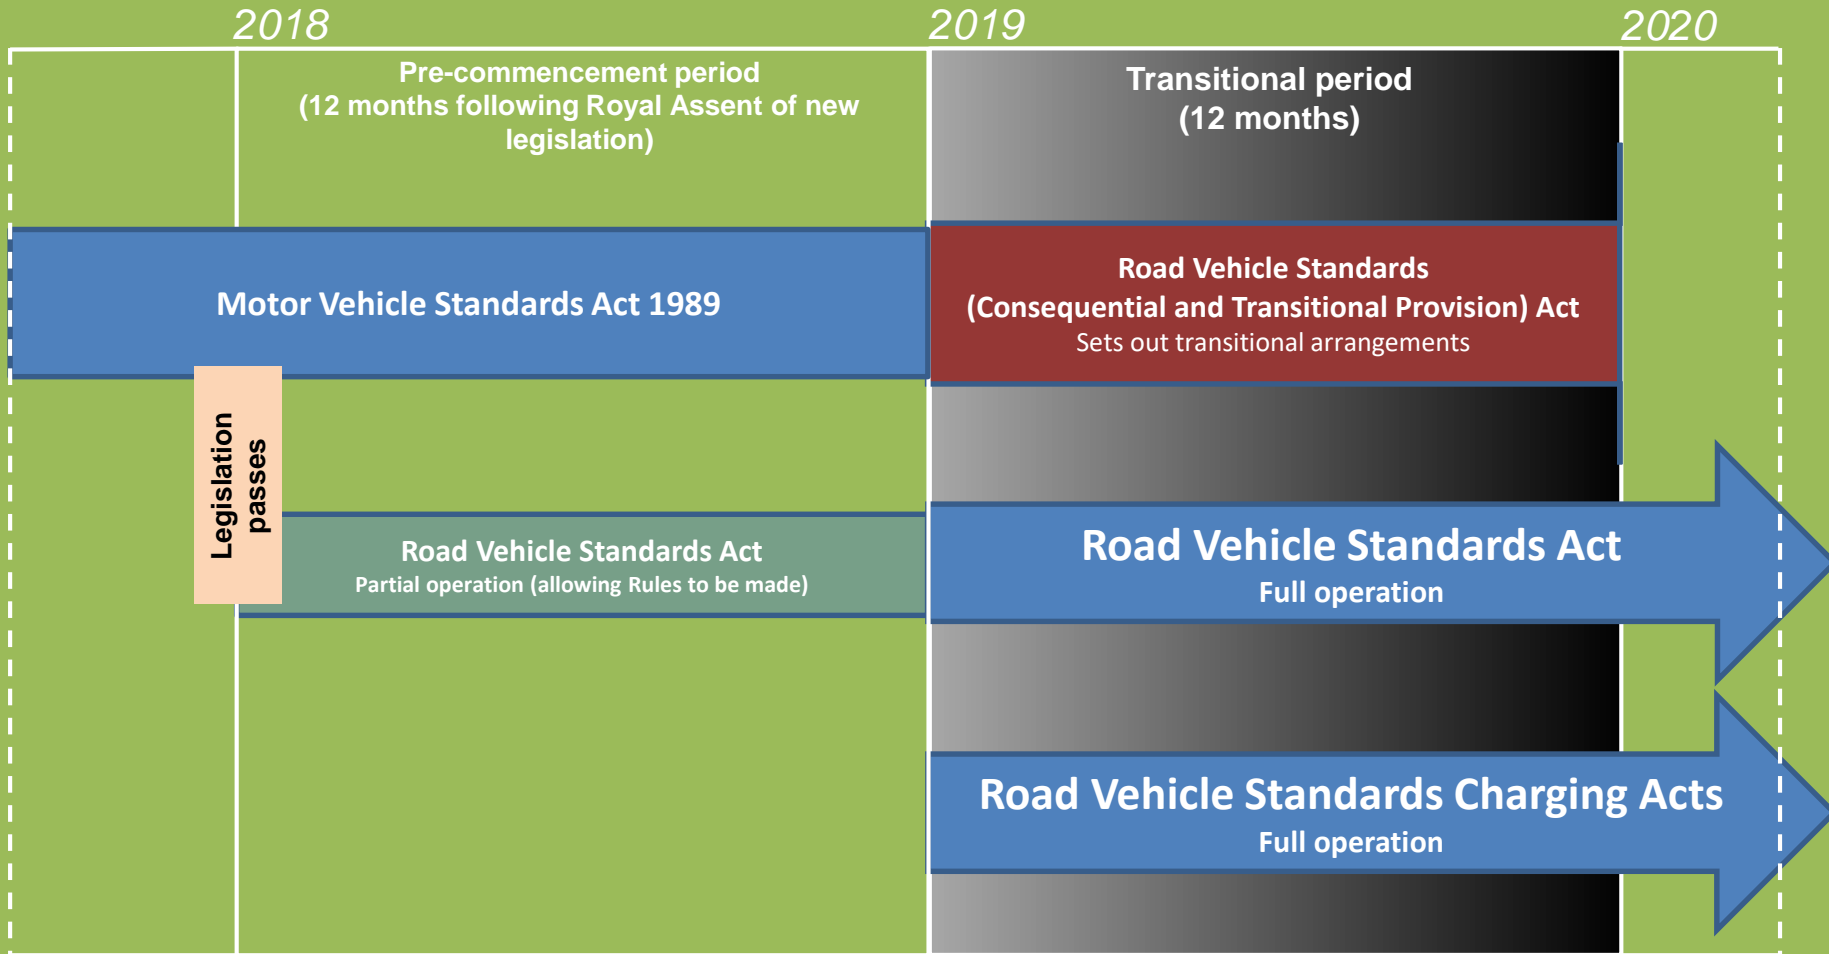 2018
2019
2020
Pre-commencement period
(12 months following Royal Assent of new
legislation)
Transitional period
(12 months)
Motor Vehicle Standards Act 1989
Road Vehicle Standards
(Consequential and Transitional Provision) Act
Sets out transitional arrangements
Legislation
passes
Road Vehicle Standards Act
Partial operation (allowing Rules to be made)
Road Vehicle Standards Act
Full operation
Road Vehicle Standards Charging Acts
Full operation